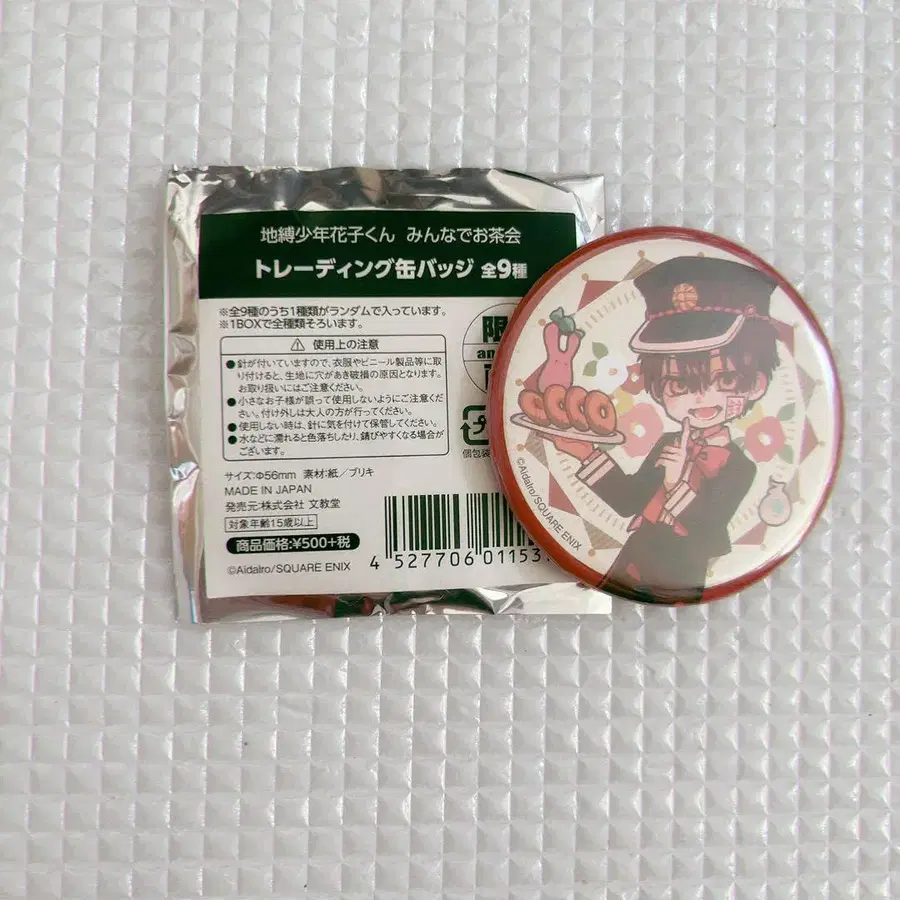 地縛少年花子くん みんなでお茶会
トレーディング缶バッジ 全9種
※全9種のうち1種類がランダムで入っています。
※1BOXで全種類そろいます。
使用上の注意
●針が付いていますので、衣服やビニール製品等に取
り付けると、生地に穴があき破損の原因となります。
お取り扱いにはご注意ください。
●小さなお子様が誤って使用しないようにご注意くだ
さい。付け外しは大人の方が行ってください。
●使用しない時は、針に気を付けて保管してください。
●水などに濡れると色落ちしたり、錆びやすくなる場合が
ございます。
サイズ:Φ56mm 素材:紙／ブリキ
MADE IN JAPAN
発売元:株式会社 文教堂
対象年齢15歳以上
商品価格:¥500+税
©AidaIro/SQUARE ENIX
限
an
個包装
4 527706 01153
©AidaIro/SQUARE ENIX